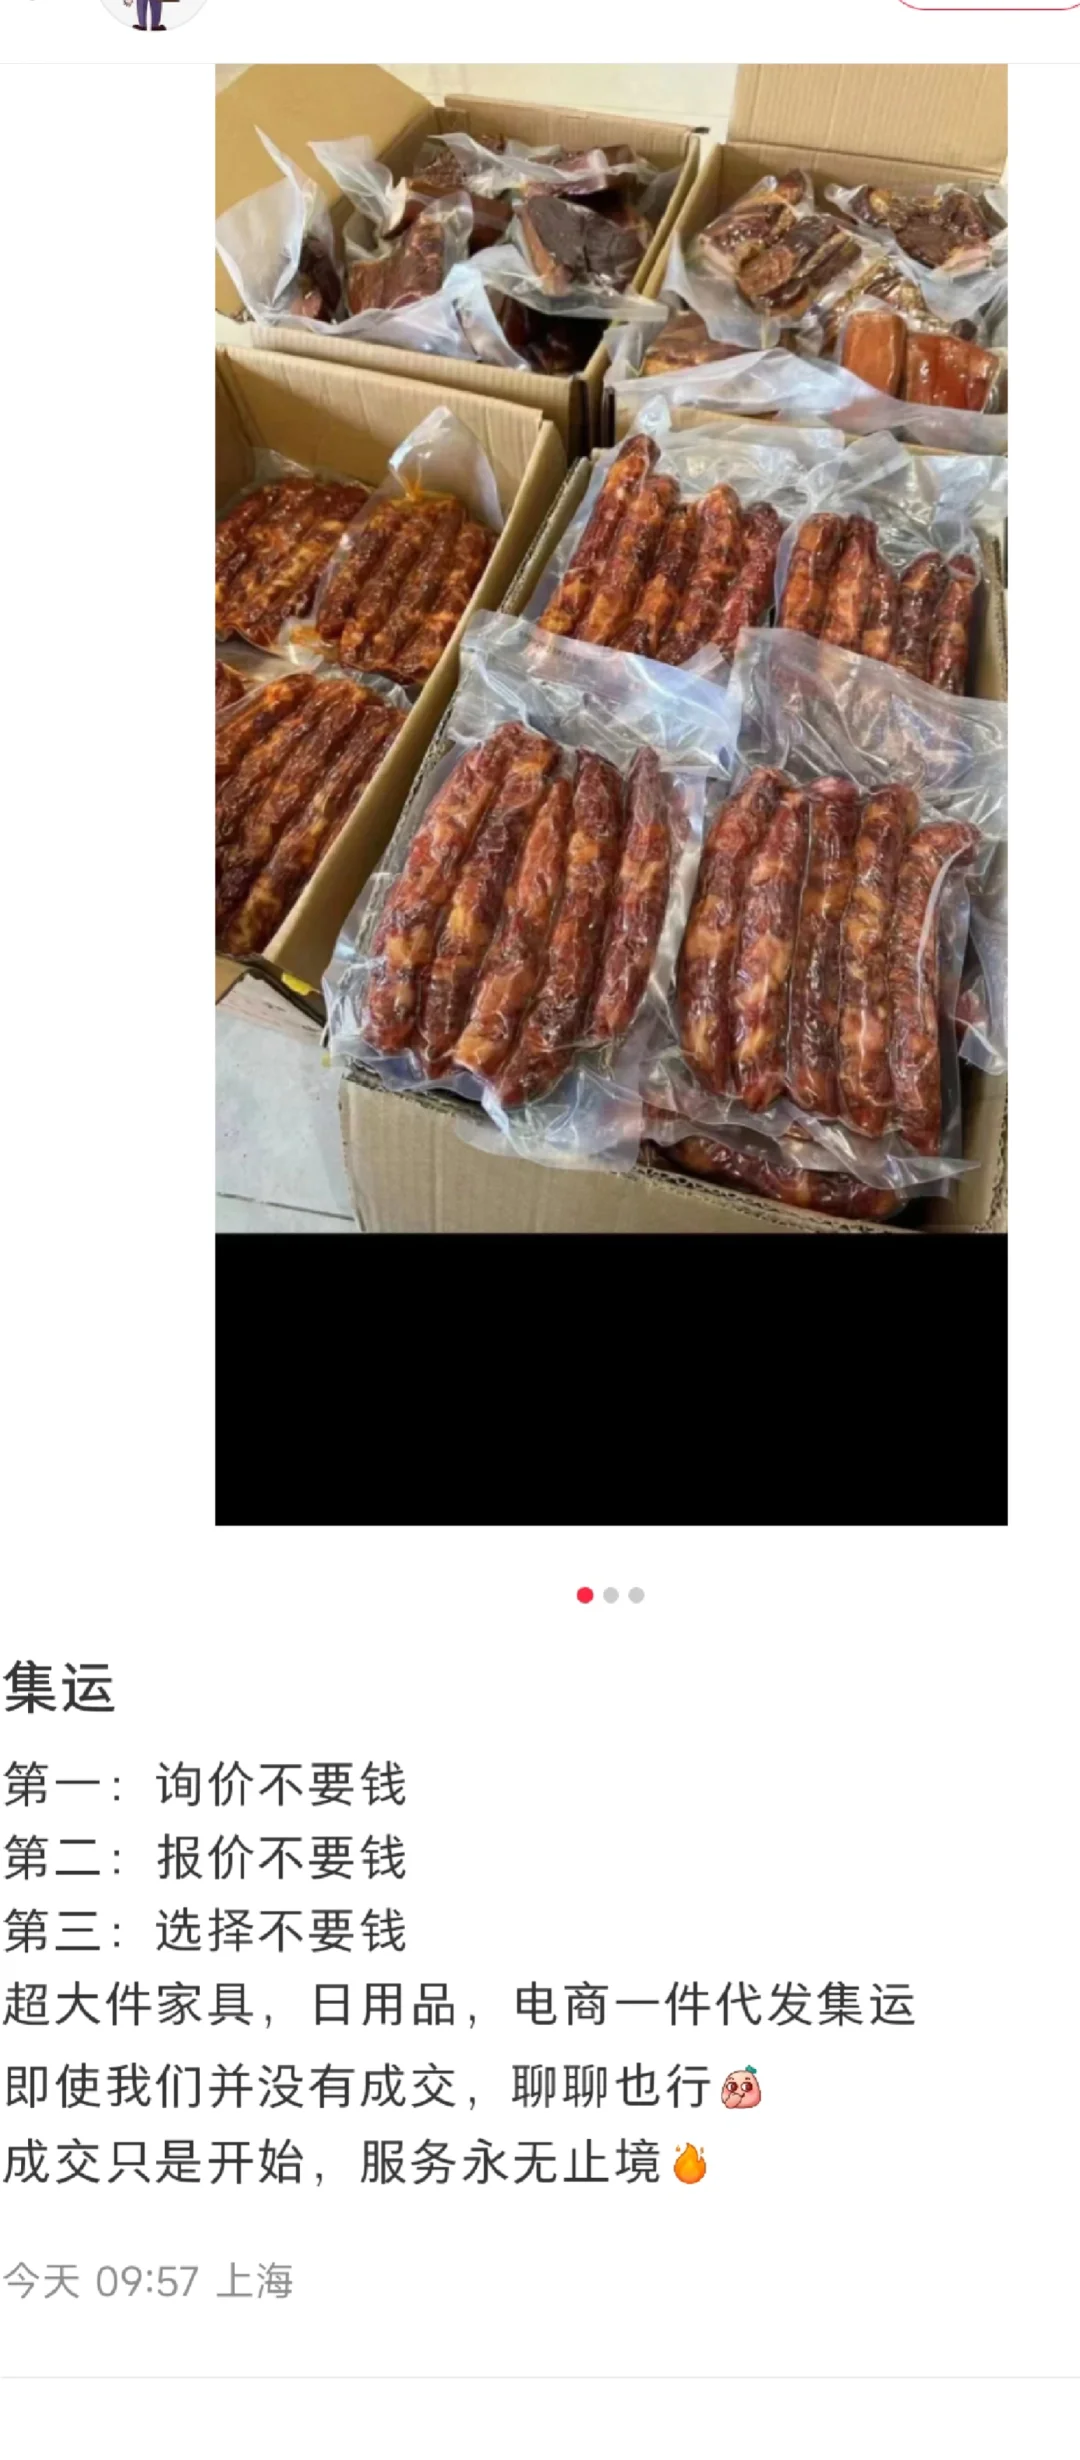 集运
第一：询价不要钱
第二：报价不要钱
第三：选择不要钱
超大件家具，日用品，电商一件代发集运
即使我们并没有成交，聊聊也行
成交只是开始，服务永无止境🔥
今天 09:57 上海